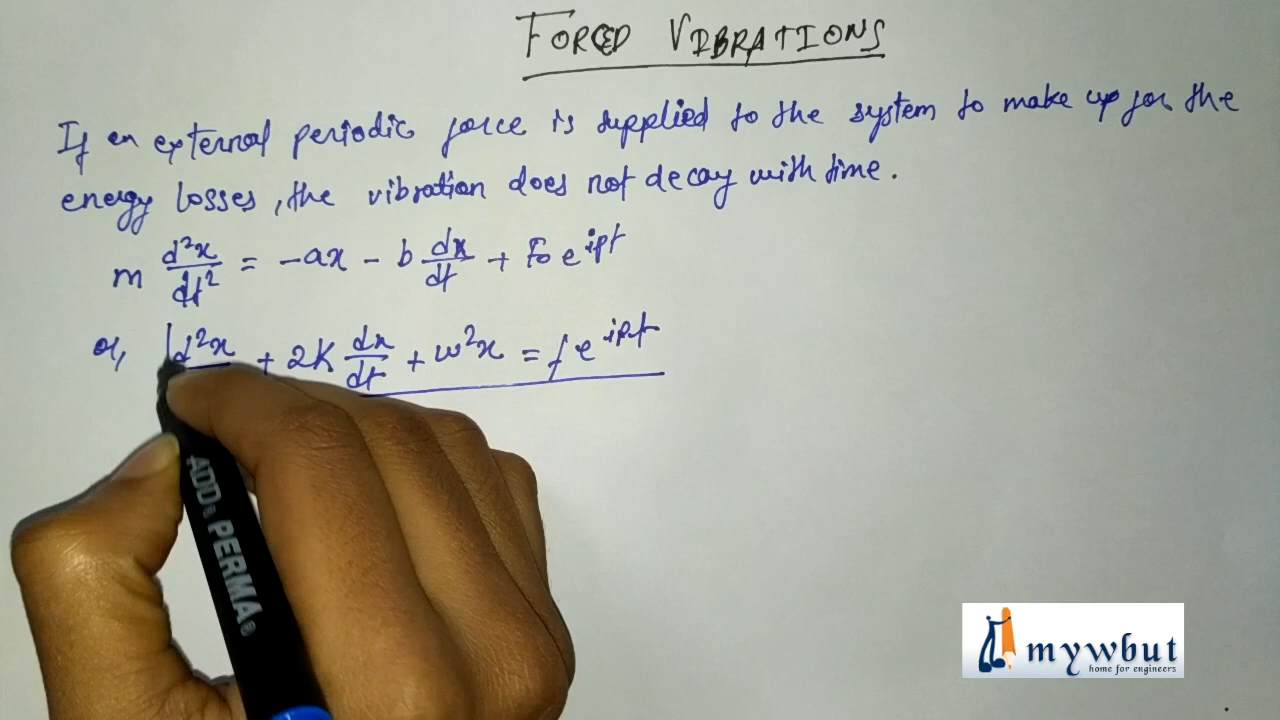 FORCED VIBRATIONS
If an external periodic force is supplied to the system to make up for the
energy losses, the vibration does not decay with time.
m d²x/dt² = -ax - b dx/dt + F₀ e^ipt
or, d²x + 2K dx/dt + ω²x = f e^ipt
ADD PERMA
mywbut
home for engineers